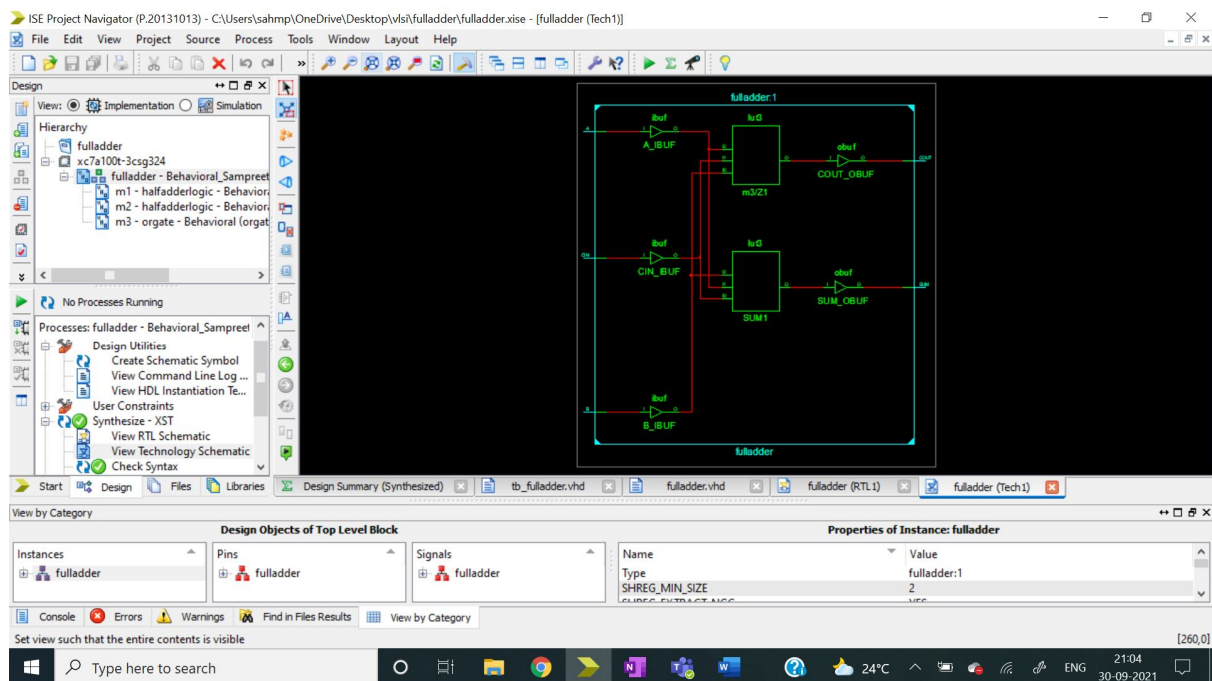 ISE Project Navigator (P.20131013) - C:\Users\sahmp\OneDrive\Desktop\vlsi\fulladder\fulladder.xise - [fulladder (Tech1)]
File Edit View Project Source Process Tools Window Layout Help
Design
View: Implementation Simulation
Hierarchy
fulladder
xc7a100t-3csg324
fulladder - Behavioral_Sampreet
m1 - halfadderlogic - Behavior
m2 - halfadderlogic - Behavior
m3 - orgate - Behavioral (orgat
No Processes Running
Processes: fulladder - Behavioral_Sampreet
Design Utilities
Create Schematic Symbol
View Command Line Log ...
View HDL Instantiation Te...
User Constraints
Synthesize - XST
View RTL Schematic
View Technology Schematic
Check Syntax
Start Design Files Libraries
fulladder:1
ibuf lut3
A I O
A_IBUF
obuf
I O COUT
COUT_OBUF
m3/Z1
ibuf lut3
CIN I O
CIN_IBUF
obuf
I O SUM
SUM_OBUF
SUM1
ibuf
B I O
B_IBUF
fulladder
Design Summary (Synthesized) tb_fulladder.vhd fulladder.vhd fulladder (RTL1) fulladder (Tech1)
View by Category
Design Objects of Top Level Block Properties of Instance: fulladder
Instances Pins Signals Name Value
fulladder fulladder fulladder Type fulladder:1
SHREG_MIN_SIZE 2
Console Errors Warnings Find in Files Results View by Category
Set view such that the entire contents is visible [260,0]
Type here to search 24°C ENG 21:04
30-09-2021